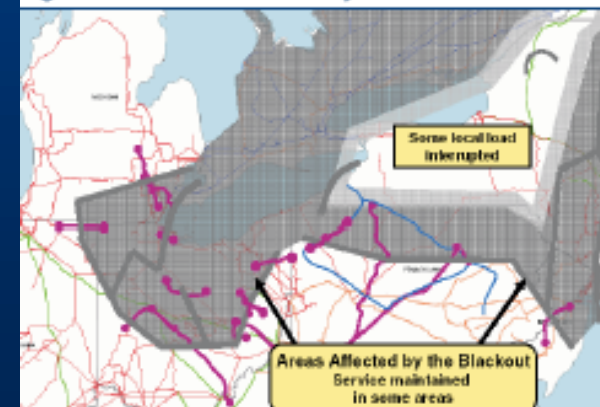 Some local load
interrupted
Areas Affected by the Blackout
Service maintained
in some areas